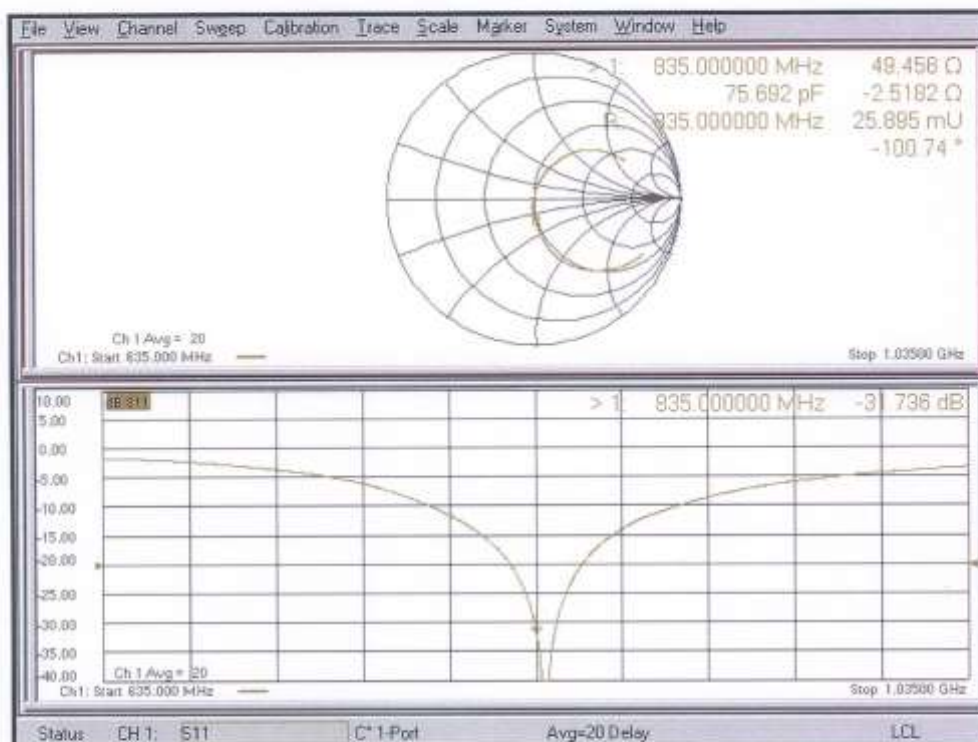 File View Channel Sweep Calibration Trace Scale Marker System Window Help
> 1: 835.000000 MHz 49.456 Ω
75.692 pF -2.5182 Ω
835.000000 MHz 25.895 mU
-100.74 °
Ch 1 Avg = 20
Ch1: Start 635.000 MHz
Stop 1.03500 GHz
10.00
dB S11
> 1: 835.000000 MHz -31.736 dB
5.00
0.00
-5.00
-10.00
-15.00
-20.00
-30.00
-35.00
-40.00
Ch 1 Avg = 20
Ch1: Start 635.000 MHz
Stop 1.03500 GHz
Status CH 1: S11 C* 1-Port Avg=20 Delay LCL